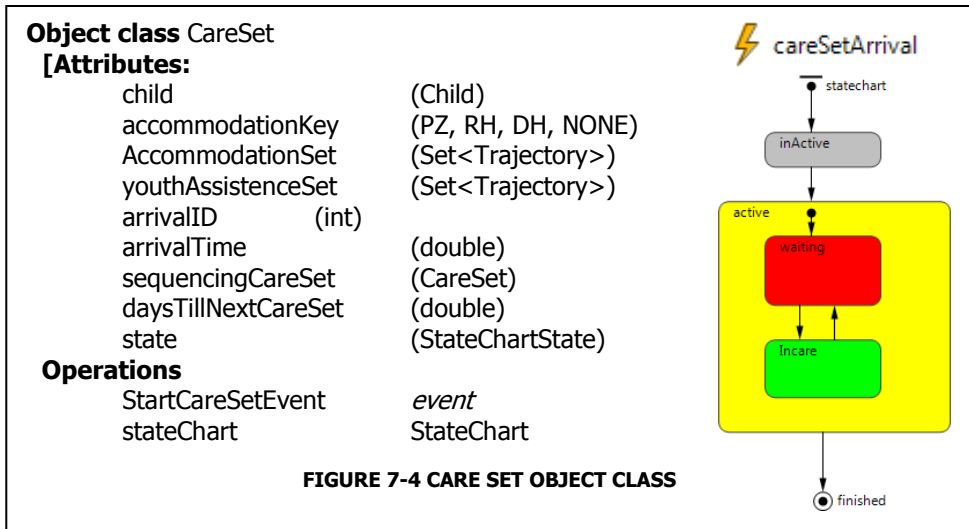 Object class CareSet
[Attributes:
child (Child)
accommodationKey (PZ, RH, DH, NONE)
AccommodationSet (Set<Trajectory>)
youthAssistenceSet (Set<Trajectory>)
arrivalID (int)
arrivalTime (double)
sequencingCareSet (CareSet)
daysTillNextCareSet (double)
state (StateChartState)
Operations
StartCareSetEvent event
stateChart StateChart
FIGURE 7-4 CARE SET OBJECT CLASS
careSetArrival
statechart
inActive
active
waiting
Incare
finished